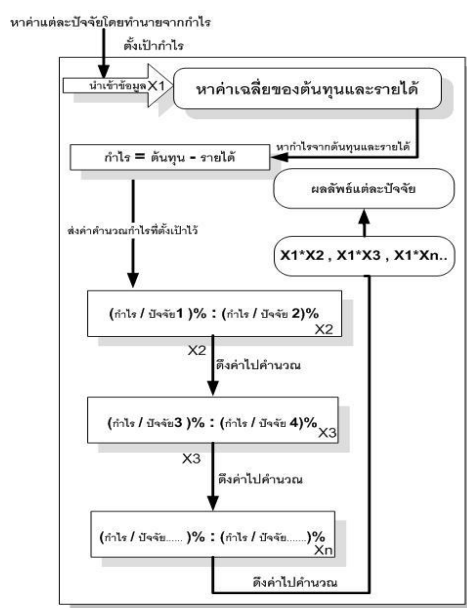 หาค่าแต่ละปัจจัยโดยทำนายจากกำไร
ตั้งเป้ากำไร
นำเข้าข้อมูล X1
หาค่าเฉลี่ยของต้นทุนและรายได้
หากำไรจากต้นทุนและรายได้
กำไร = ต้นทุน - รายได้
ผลลัพธ์แต่ละปัจจัย
ส่งค่าคำนวณกำไรที่ตั้งเป้าไว้
X1*X2 , X1*X3 , X1*Xn..
(กำไร / ปัจจัย1 )% : (กำไร / ปัจจัย 2)%
X2
X2
ดึงค่าไปคำนวณ
(กำไร / ปัจจัย3 )% : (กำไร / ปัจจัย 4)%
X3
X3
ดึงค่าไปคำนวณ
(กำไร / ปัจจัย...... )% : (กำไร / ปัจจัย.......)%
Xn
ดึงค่าไปคำนวณ